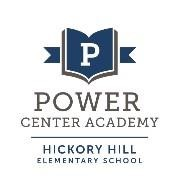 P
POWER
CENTER ACADEMY
HICKORY HILL
ELEMENTARY SCHOOL